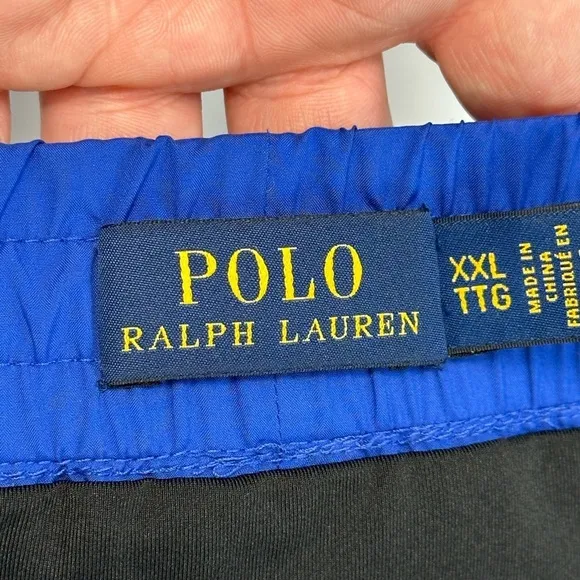 POLO
RALPH LAUREN
XXL
TTG
MADE IN
CHINA
FABRIQUÉ EN